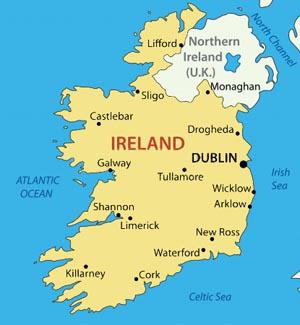 North Channel
Lifford
Northern
Ireland
(U.K.)
Monaghan
Sligo
Castlebar
Drogheda
IRELAND
DUBLIN
Galway
Tullamore
ATLANTIC
OCEAN
Irish
Sea
Wicklow
Arklow
Shannon
Limerick
New Ross
Waterford
Killarney
Cork
Celtic Sea